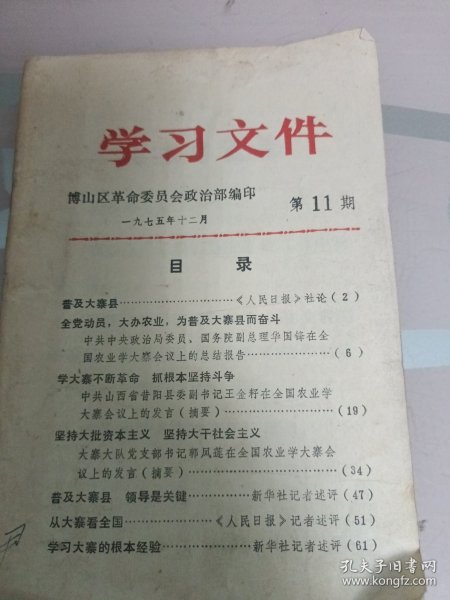 学习文件
博山区革命委员会政治部编印
第11期
一九七五年十二月
目 录
普及大寨县……………………………《人民日报》社论(2)
全党动员，大办农业，为普及大寨县而奋斗
中共中央政治局委员、国务院副总理华国锋在全
国农业学大寨会议上的总结报告………………(6)
学大寨不断革命 抓根本坚持斗争
中共山西省昔阳县委副书记王金籽在全国农业学
大寨会议上的发言(摘要)………………………(19)
坚持大批资本主义 坚持大干社会主义
大寨大队党支部书记郭凤莲在全国农业学大寨会
议上的发言(摘要)………………………………(34)
普及大寨县 领导是关键…………新华社记者述评(47)
从大寨看全国………………《人民日报》记者述评(51)
学习大寨的根本经验………………新华社记者述评(61)
孔夫子旧书网
www.kongfz.com